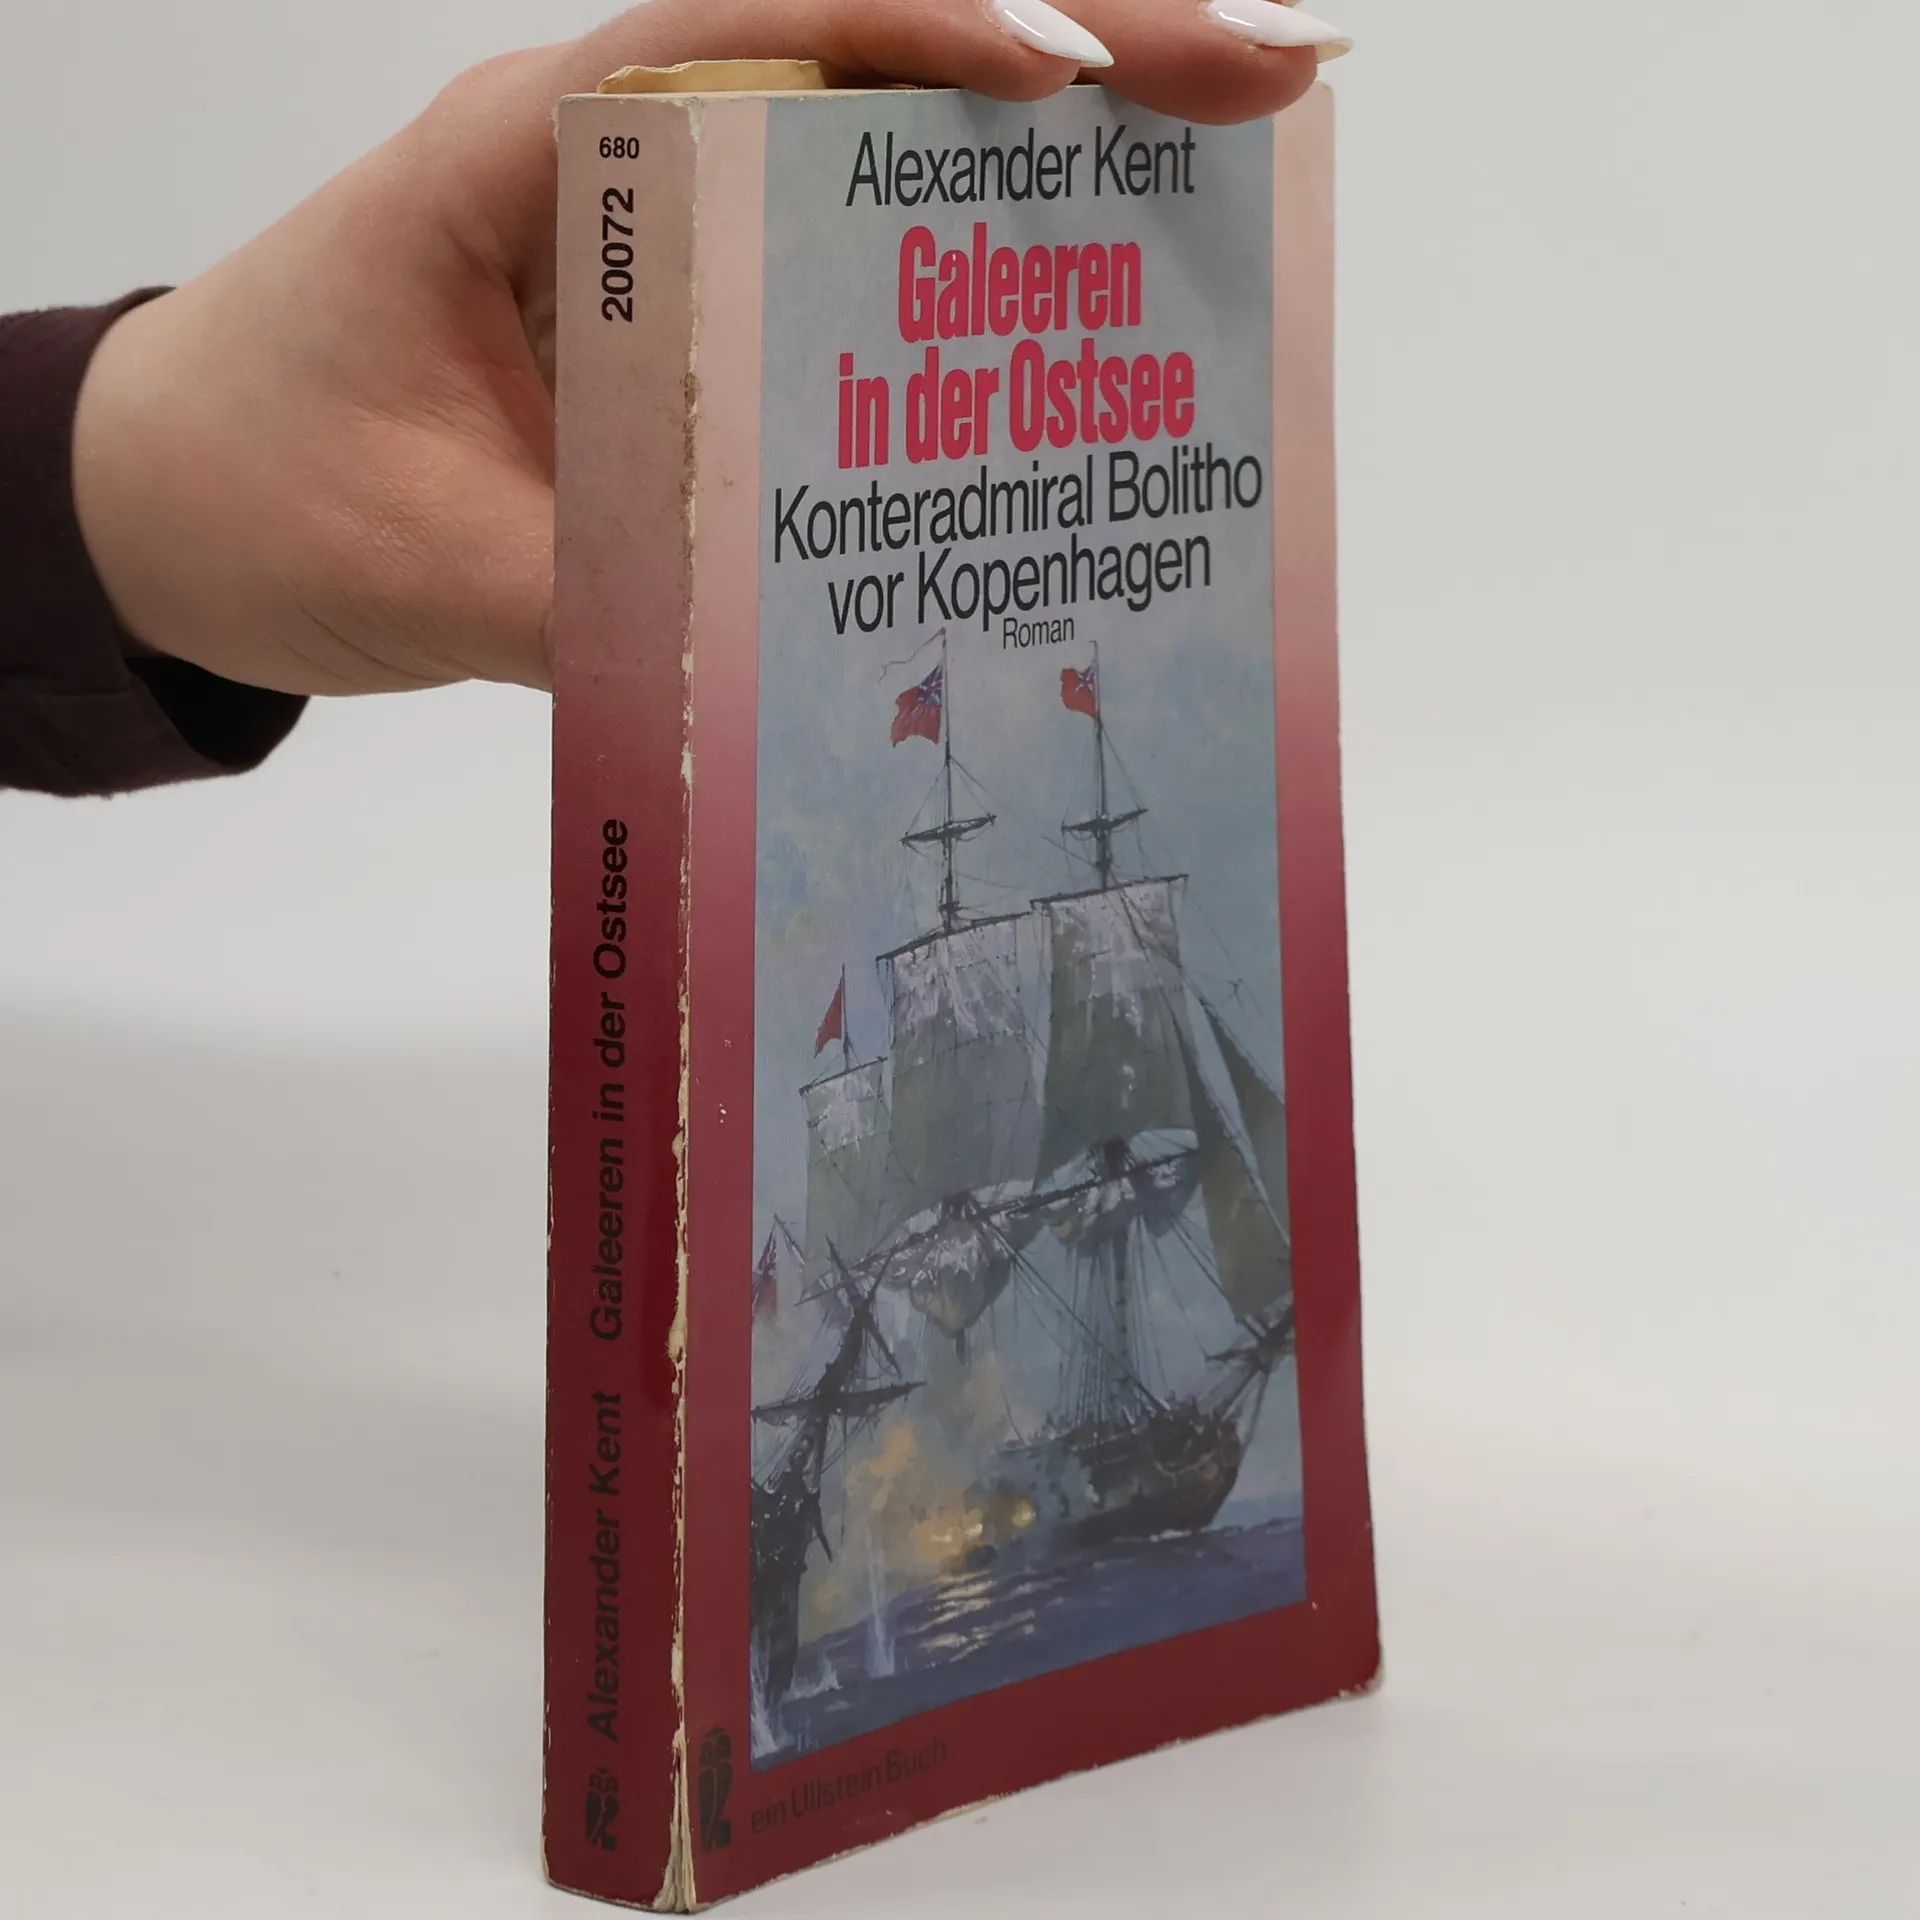 680
20072
Alexander Kent Galeeren in der Ostsee
Alexander Kent
Galeeren
in der Ostsee
Konteradmiral Bolitho
vor Kopenhagen
Roman
ein Ullstein Buch